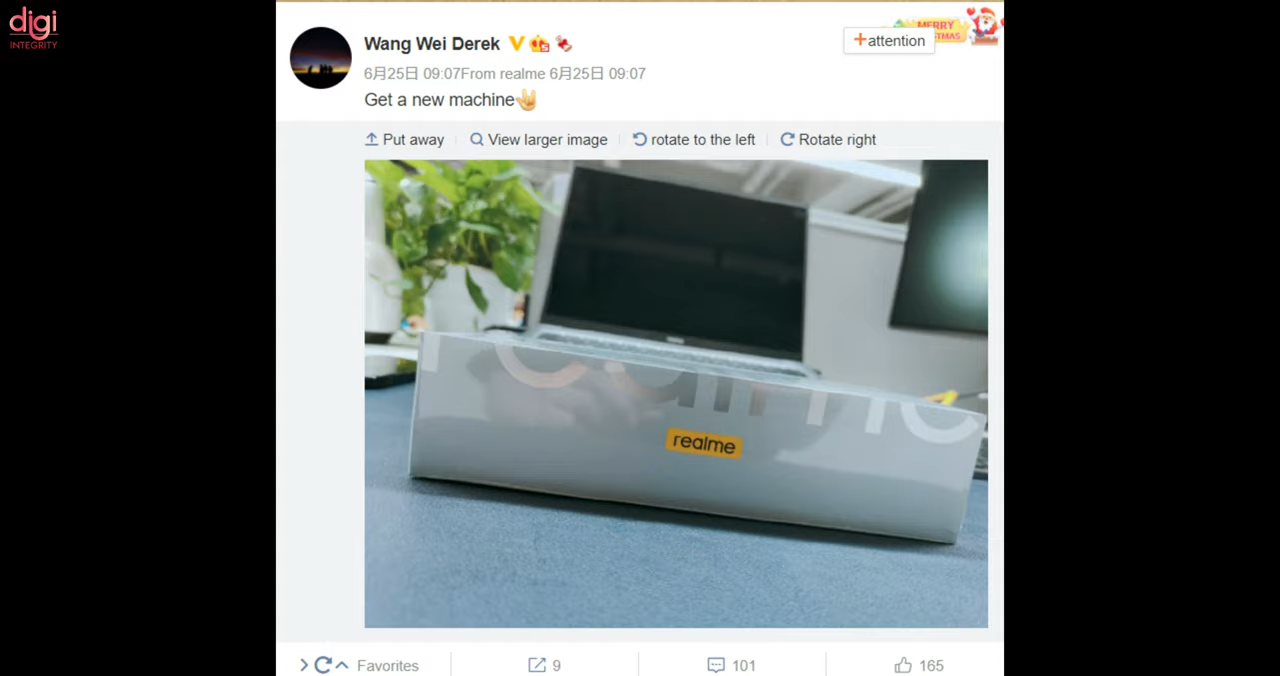 digi
INTEGRITY
MERRY
Wang Wei Derek
+attention
6月25日 09:07From realme 6月25日 09:07
Get a new machine
Put away
View larger image
rotate to the left
Rotate right
realme
realme
Favorites
9
101
165